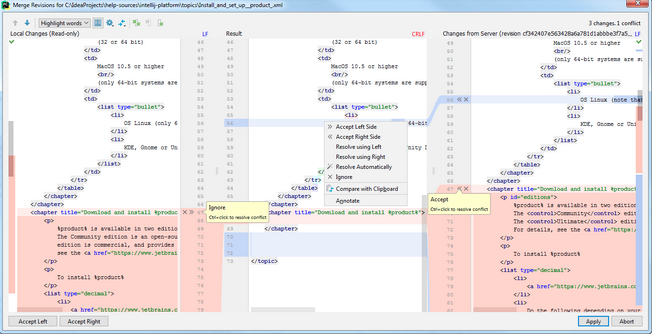 Merge Revisions for C:\IdeaProjects\help-sources\intellij-platform\topics\Install_and_set_up__product_.xml
Highlight words
3 changes. 1 conflict
Local Changes (Read-only)
LF
Result
CRLF
Changes from Server (revision cf342407e563428a6a781d1abbbe3f7a5...
LF
(32 or 64 bit)
</td>
<td>
MacOS 10.5 or higher
<br/>
(only 64-bit systems are
</td>
<td>
<list type="bullet">
<li>
OS Linux (only 6
</li>
<li>
KDE, Gnome or Un
</li>
</list>
</td>
</tr>
</table>
</chapter>
<chapter title="Download and install %product%
<p>
%product% is available in two edition
The Community edition is an open-sour
edition is commercial, and provides
see the <a href="https://www.jetbrains.c
</p>
<p>
To install %product%
</p>
<list type="decimal">
<li>
<a href="https://www.jetbrains.co
(32 or 64 bit)
</td>
<td>
MacOS 10.5 or higher
<br/>
(only 64-bit systems are supp
</td>
<td>
<list type="bullet">
<li>
64-bit
</tr>
</table>
</chapter>
<chapter title="Download and install %product%">
</chapter>
</topic>
Accept Left Side
Accept Right Side
Resolve using Left
Resolve using Right
Resolve Automatically
Ignore
Compare with Clipboard
Annotate
Ignore
Ctrl+click to resolve conflict
Accept
Ctrl+click to resolve conflict
</td>
<td>
MacOS 10.5 or higher
<br/>
(only 64-bit systems are
</td>
<td>
<list type="bullet">
<li>
OS Linux (note tha
</li>
<li>
KDE, Gnome or Uni
</li>
</list>
</td>
</tr>
</table>
</chapter>
<chapter title="Download and install %product
<p id="editions">
%product% is available in two edition
The <control>Community</control> edit
The <control>Ultimate</control> editi
For details, see the <a href="https:/
</p>
<p>
To install %product%
</p>
<list type="decimal">
<li>
<a href="https://www.jetbrains.co
</li>
<li>
Do the following depending on your
Accept Left
Accept Right
Apply
Abort